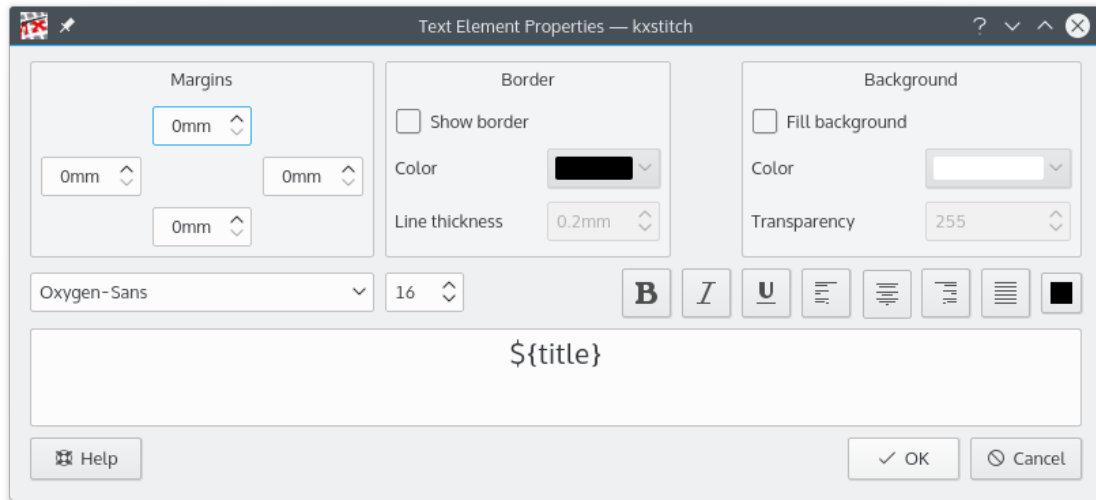 Text Element Properties — kxstitch
Margins
Border
Background
0mm
0mm
0mm
0mm
Show border
Color
Line thickness
0.2mm
Fill background
Color
Transparency
255
Oxygen-Sans
16
B I U
${title}
Help
OK
Cancel